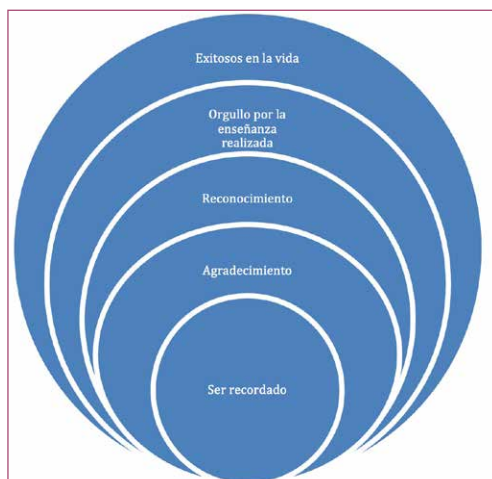 Exitosos en la vida
Orgullo por la
enseñanza
realizada
Reconocimiento
Agradecimiento
Ser recordado